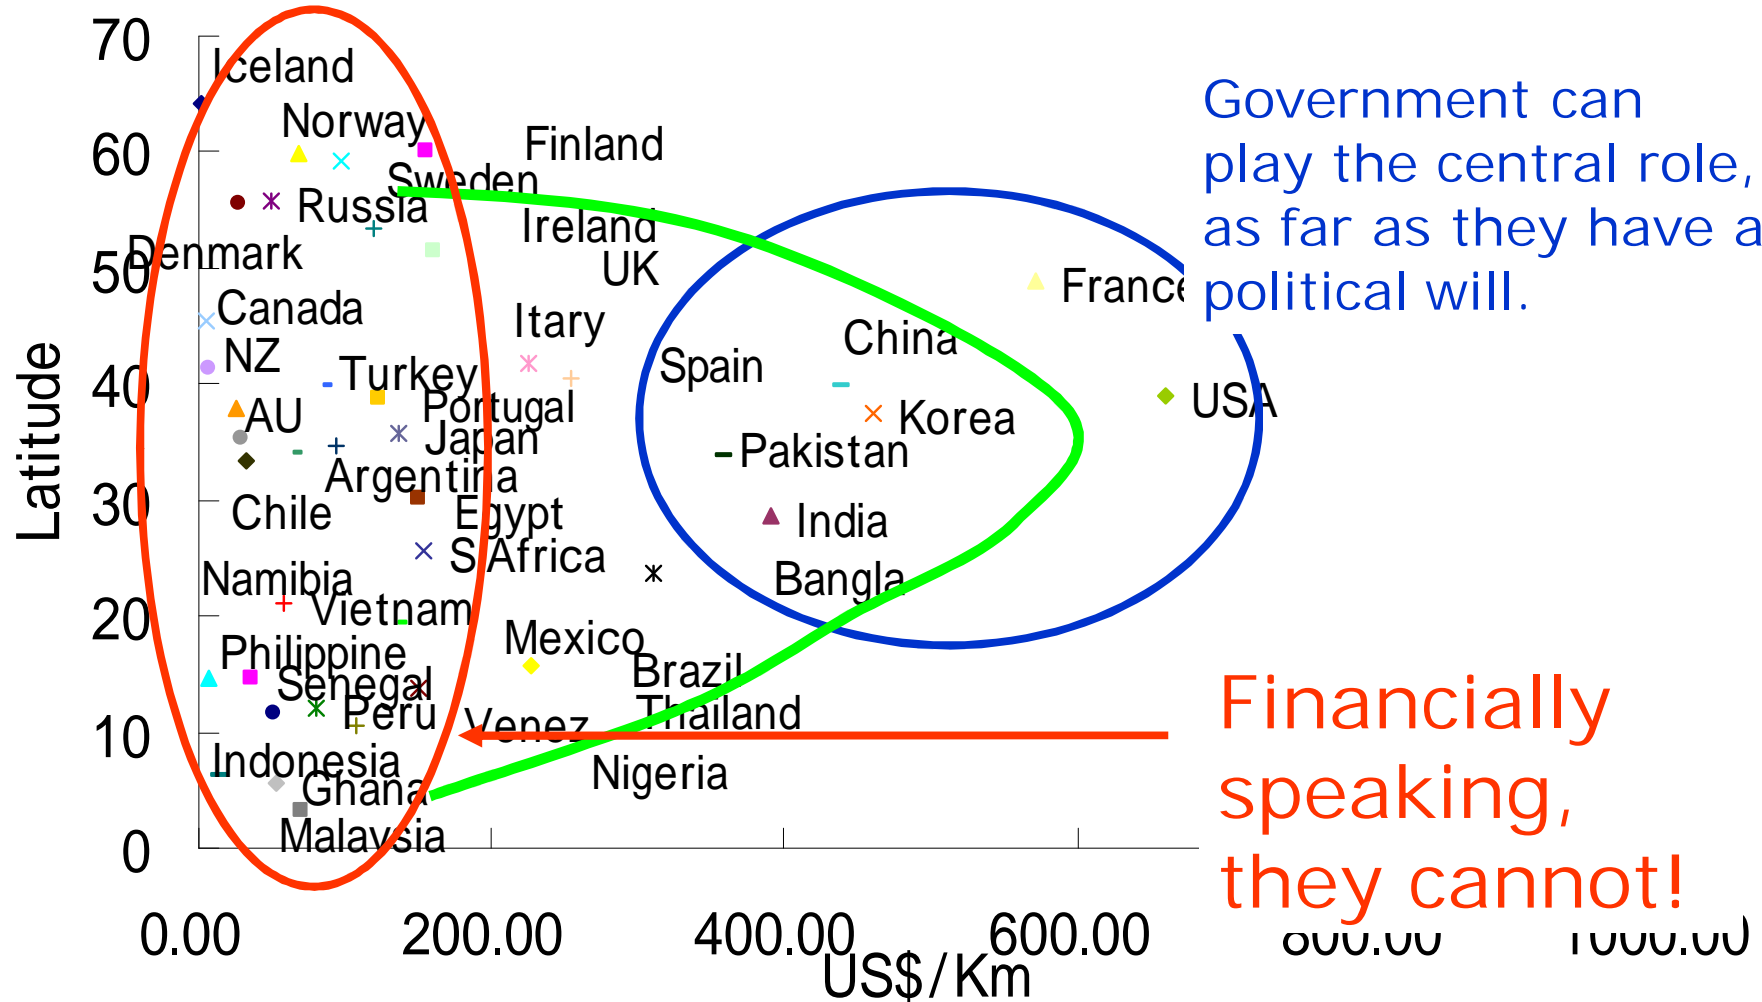 70
Iceland
Government can
play the central role,
as far as they have a
political will.
Norway
60
Finland
Sweden
Russia
Ireland
Denmark
50
UK
France
Canada
Itary
China
NZ
Spain
Turkey
40
USA
AU
Portugal
Korea
Japan
Pakistan
Argentina
Latitude
30
Chile
Egypt
India
S Africa
Namibia
Bangla
Vietnam
20
Mexico
Philippine
Brazil
Senegal
Peru
Thailand
Venez
10
Financially
speaking,
they cannot!
Indonesia
Nigeria
Ghana
Malaysia
0
0.00 200.00 400.00 600.00 800.00 1000.00
US$/Km